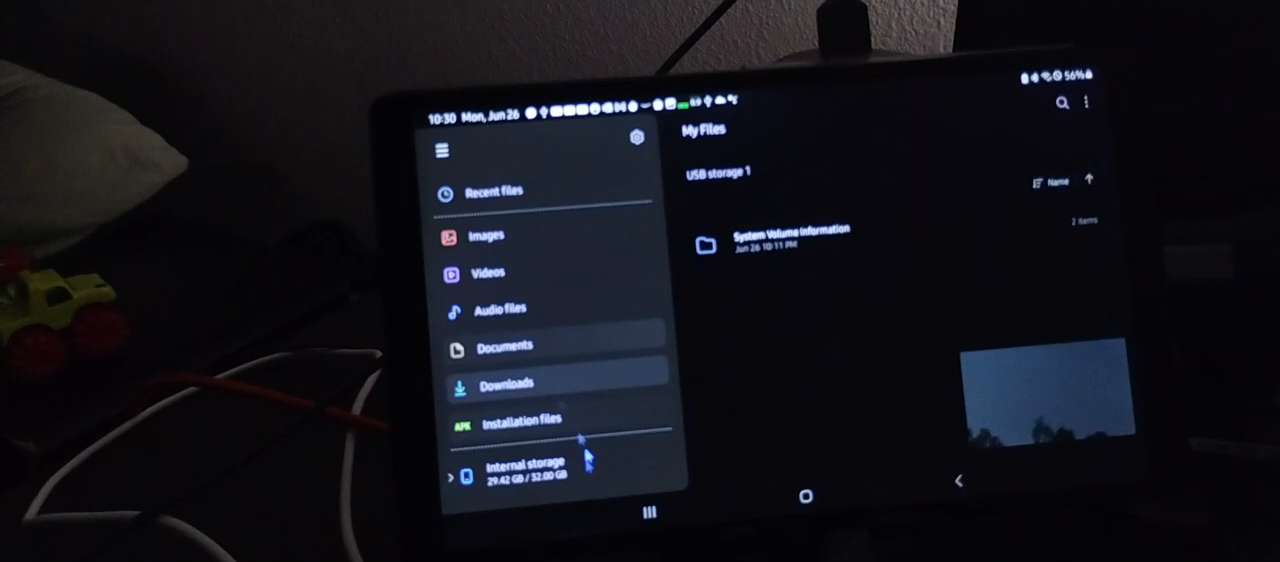 10:30 Mon, Jun 26
56%
My Files
USB storage 1
Name
2 items
System Volume Information
Jun 26 10:11 PM
Recent files
Images
Videos
Audio files
Documents
Downloads
APK Installation files
Internal storage
29.42 GB / 32.00 GB